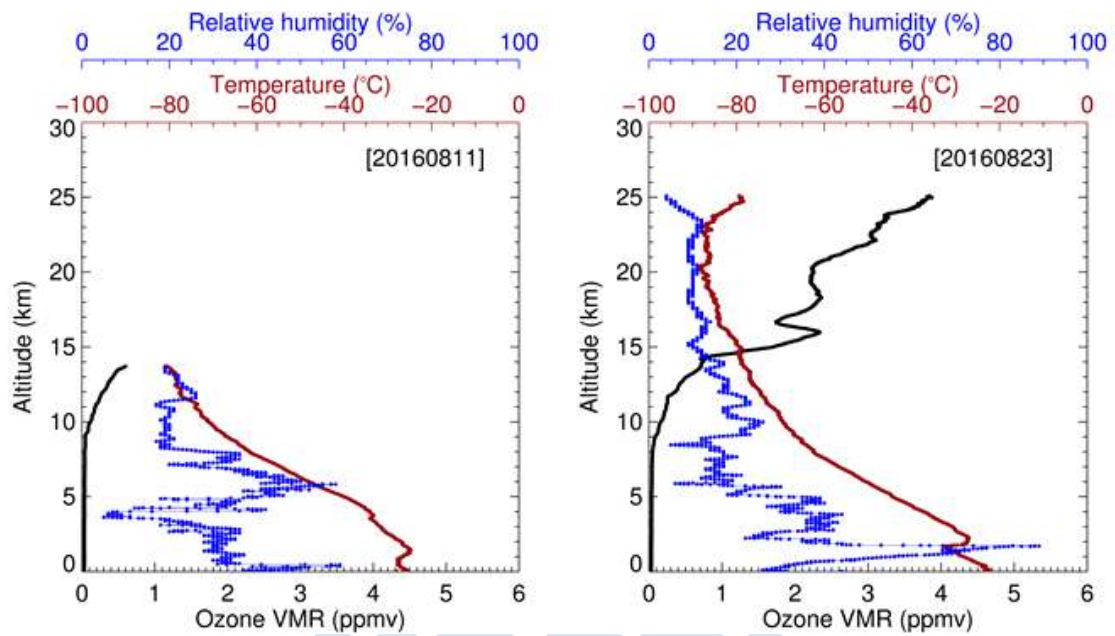 Relative humidity (%)
0 20 40 60 80 100
Temperature (°C)
−100 −80 −60 −40 −20 0
[20160811]
Altitude (km)
30
25
20
15
10
5
0
0 1 2 3 4 5 6
Ozone VMR (ppmv)
Relative humidity (%)
0 20 40 60 80 100
Temperature (°C)
−100 −80 −60 −40 −20 0
[20160823]
Altitude (km)
30
25
20
15
10
5
0
0 1 2 3 4 5 6
Ozone VMR (ppmv)